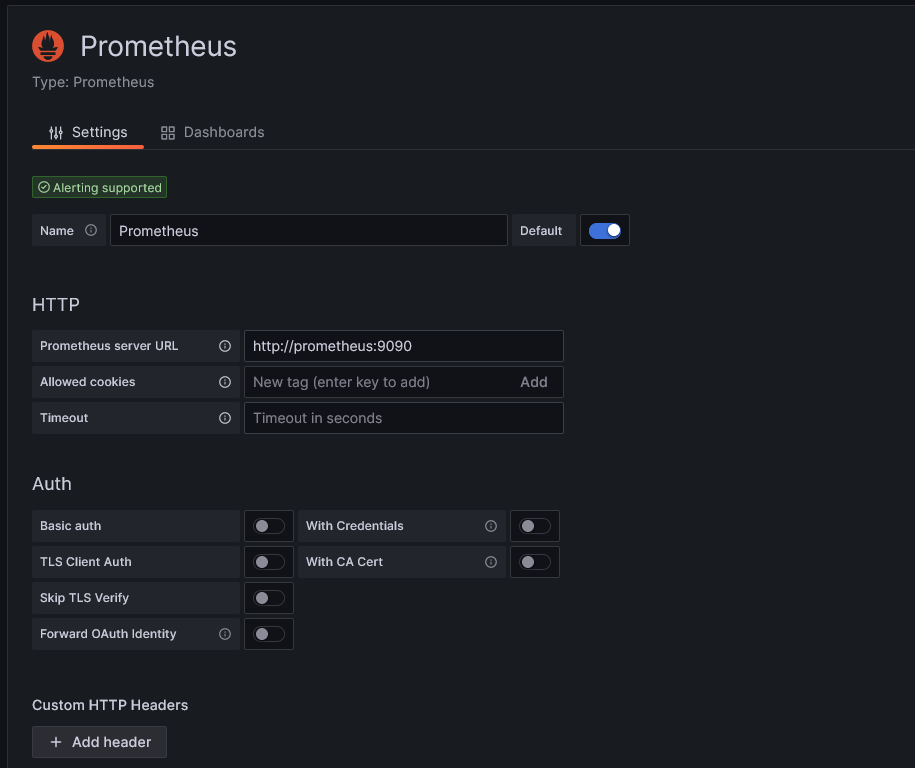 Prometheus
Type: Prometheus
Settings Dashboards
Alerting supported
Name Prometheus Default
HTTP
Prometheus server URL http://prometheus:9090
Allowed cookies New tag (enter key to add) Add
Timeout Timeout in seconds
Auth
Basic auth With Credentials
TLS Client Auth With CA Cert
Skip TLS Verify
Forward OAuth Identity
Custom HTTP Headers
+ Add header